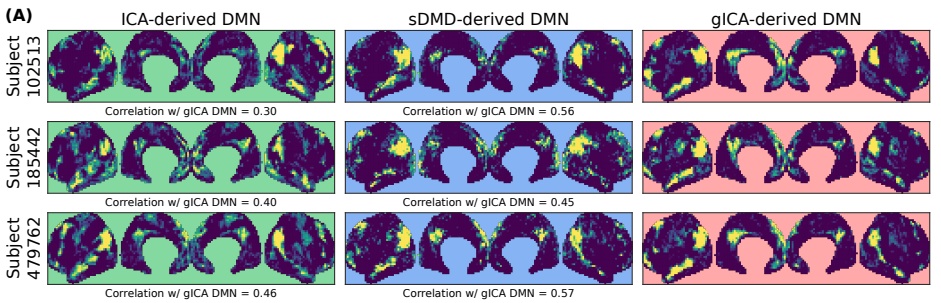 (A)
ICA-derived DMN
sDMD-derived DMN
gICA-derived DMN
Subject
102513
Correlation w/ gICA DMN = 0.30
Correlation w/ gICA DMN = 0.56
Subject
185442
Correlation w/ gICA DMN = 0.40
Correlation w/ gICA DMN = 0.45
Subject
479762
Correlation w/ gICA DMN = 0.46
Correlation w/ gICA DMN = 0.57